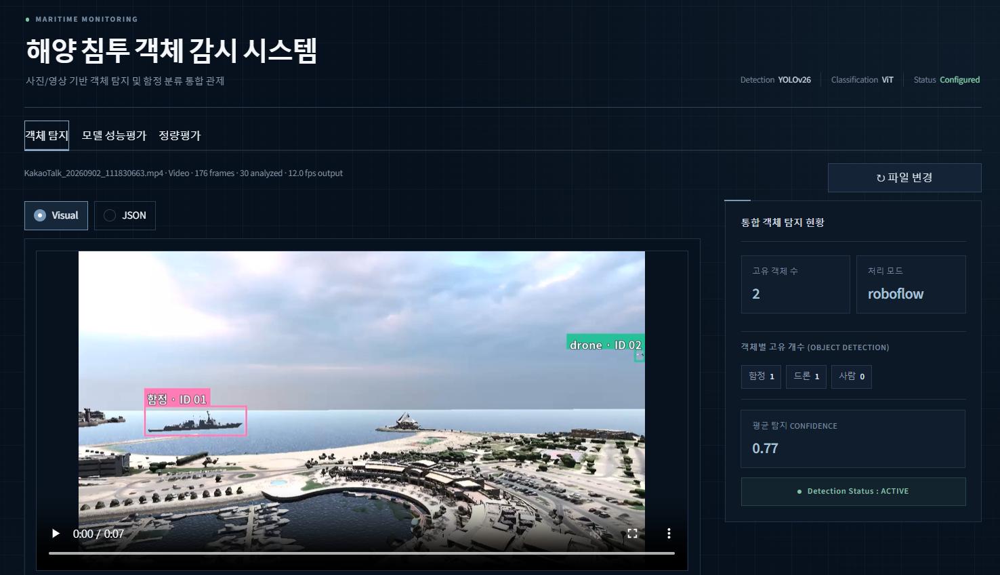 MARITIME MONITORING
해양 침투 객체 감시 시스템
사진/영상 기반 객체 탐지 및 함정 분류 통합 관제
Detection YOLOv26
Classification ViT
Status Configured
객체 탐지
모델 성능평가
정량평가
KakaoTalk_20260902_111830663.mp4 · Video · 176 frames · 30 analyzed · 12.0 fps output
↻ 파일 변경
Visual
JSON
drone · ID 02
함정 · ID 01
0:00 / 0:07
통합 객체 탐지 현황
고유 객체 수
2
처리 모드
roboflow
객체별 고유 개수 (OBJECT DETECTION)
함정 1
드론 1
사람 0
평균 탐지 CONFIDENCE
0.77
Detection Status : ACTIVE